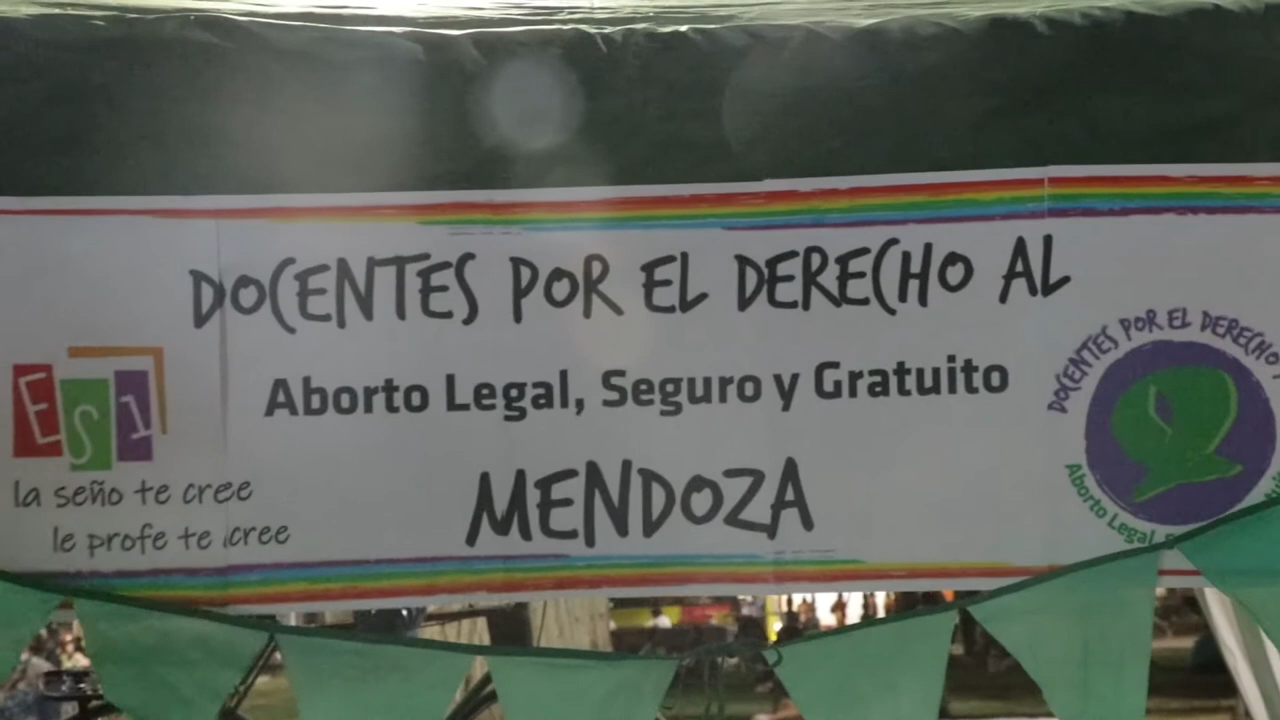 DOCENTES POR EL DERECHO AL
Aborto Legal, Seguro y Gratuito
MENDOZA
ESI
la seño te cree
le profe te cree
DOCENTES POR EL DERECHO
Aborto Legal,